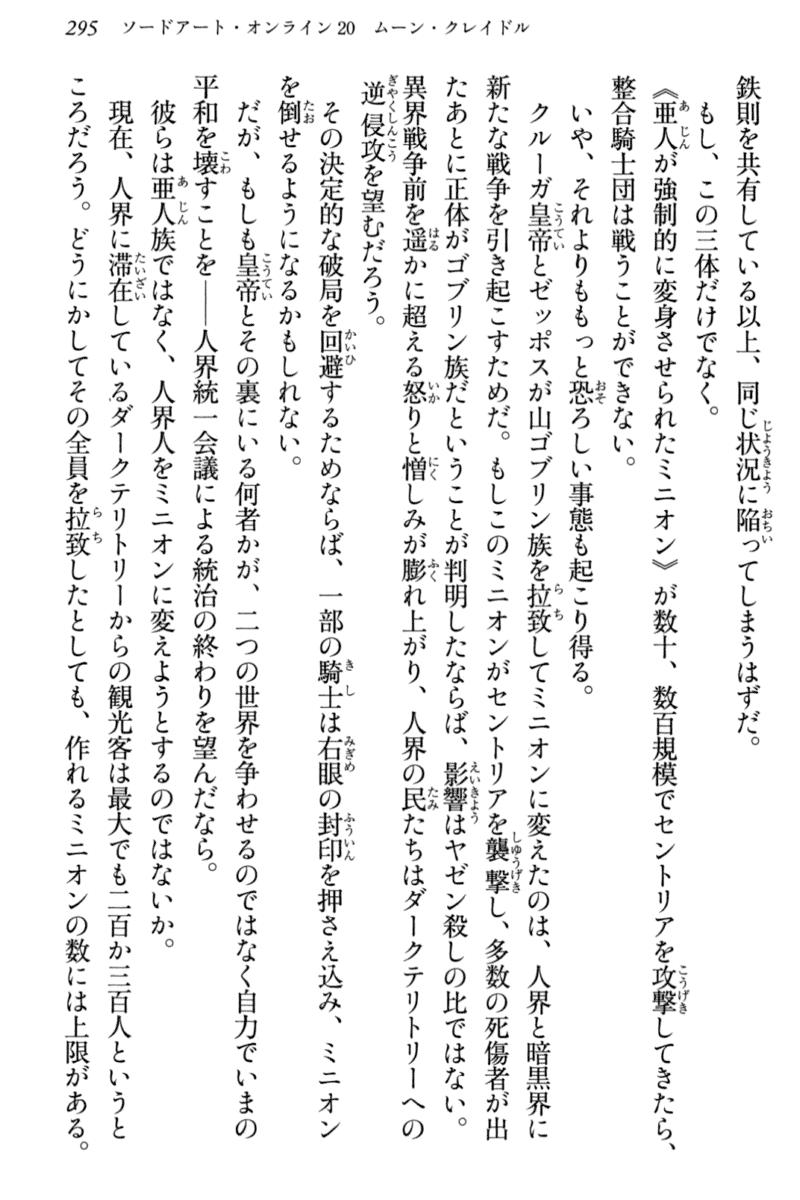 295 ソードアート・オンライン20 ムーン・クレイドル
鉄則を共有している以上、同じ状況に陥ってしまうはずだ。
もし、この三体だけでなく。
《亜人が強制的に変身させられたミニオン》が数十、数百規模でセントリアを攻撃してきたら、
整合騎士団は戦うことができない。
いや、それよりももっと恐ろしい事態も起こり得る。
クルーガ皇帝とゼッポスが山ゴブリン族を拉致してミニオンに変えたのは、人界と暗黒界に
新たな戦争を引き起こすためだ。もしこのミニオンがセントリアを襲撃し、多数の死傷者が出
たあとに正体がゴブリン族だということが判明したならば、影響はヤゼン殺しの比ではない。
異界戦争前を遥かに超える怒りと憎しみが膨れ上がり、人界の民たちはダークテリトリーへの
逆侵攻を望むだろう。
その決定的な破局を回避するためならば、一部の騎士は右眼の封印を押さえ込み、ミニオン
を倒せるようになるかもしれない。
だが、もしも皇帝とその裏にいる何者かが、二つの世界を争わせるのではなく自力でいまの
平和を壊すことを――人界統一会議による統治の終わりを望んだなら。
彼らは亜人族ではなく、人界人をミニオンに変えようとするのではないか。
現在、人界に滞在しているダークテリトリーからの観光客は最大でも二百か三百人というと
ころだろう。どうにかしてその全員を拉致したとしても、作れるミニオンの数には上限がある。